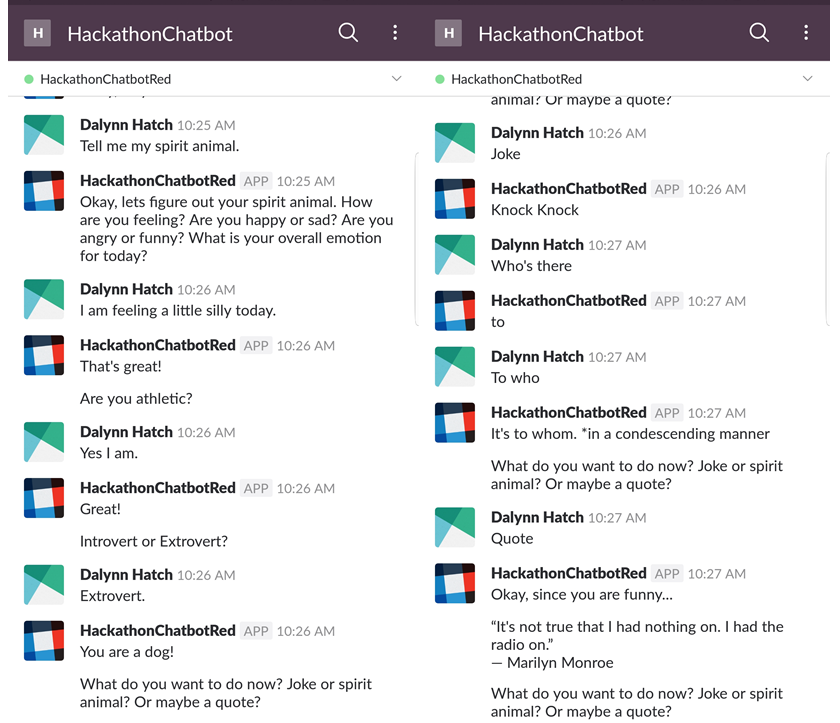 H HackathonChatbot
HackathonChatbotRed
Dalynn Hatch 10:25 AM
Tell me my spirit animal.
HackathonChatbotRed APP 10:25 AM
Okay, lets figure out your spirit animal. How
are you feeling? Are you happy or sad? Are you
angry or funny? What is your overall emotion
for today?
Dalynn Hatch 10:26 AM
I am feeling a little silly today.
HackathonChatbotRed APP 10:26 AM
That's great!
Are you athletic?
Dalynn Hatch 10:26 AM
Yes I am.
HackathonChatbotRed APP 10:26 AM
Great!
Introvert or Extrovert?
Dalynn Hatch 10:26 AM
Extrovert.
HackathonChatbotRed APP 10:26 AM
You are a dog!
What do you want to do now? Joke or spirit
animal? Or maybe a quote?
H HackathonChatbot
HackathonChatbotRed
animal? Or maybe a quote?
Dalynn Hatch 10:26 AM
Joke
HackathonChatbotRed APP 10:26 AM
Knock Knock
Dalynn Hatch 10:27 AM
Who's there
HackathonChatbotRed APP 10:27 AM
to
Dalynn Hatch 10:27 AM
To who
HackathonChatbotRed APP 10:27 AM
It's to whom. *in a condescending manner
What do you want to do now? Joke or spirit
animal? Or maybe a quote?
Dalynn Hatch 10:27 AM
Quote
HackathonChatbotRed APP 10:27 AM
Okay, since you are funny...
“It's not true that I had nothing on. I had the
radio on.”
— Marilyn Monroe
What do you want to do now? Joke or spirit
animal? Or maybe a quote?